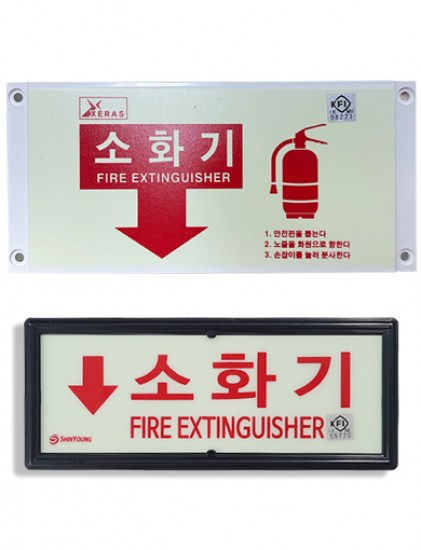 XERAS
KFI
98271
소화기
FIRE EXTINGUISHER
1. 안전핀을 뽑는다
2. 노즐을 화원으로 향한다
3. 손잡이를 눌러 분사한다
소화기
FIRE EXTINGUISHER
KFI
SHINYOUNG